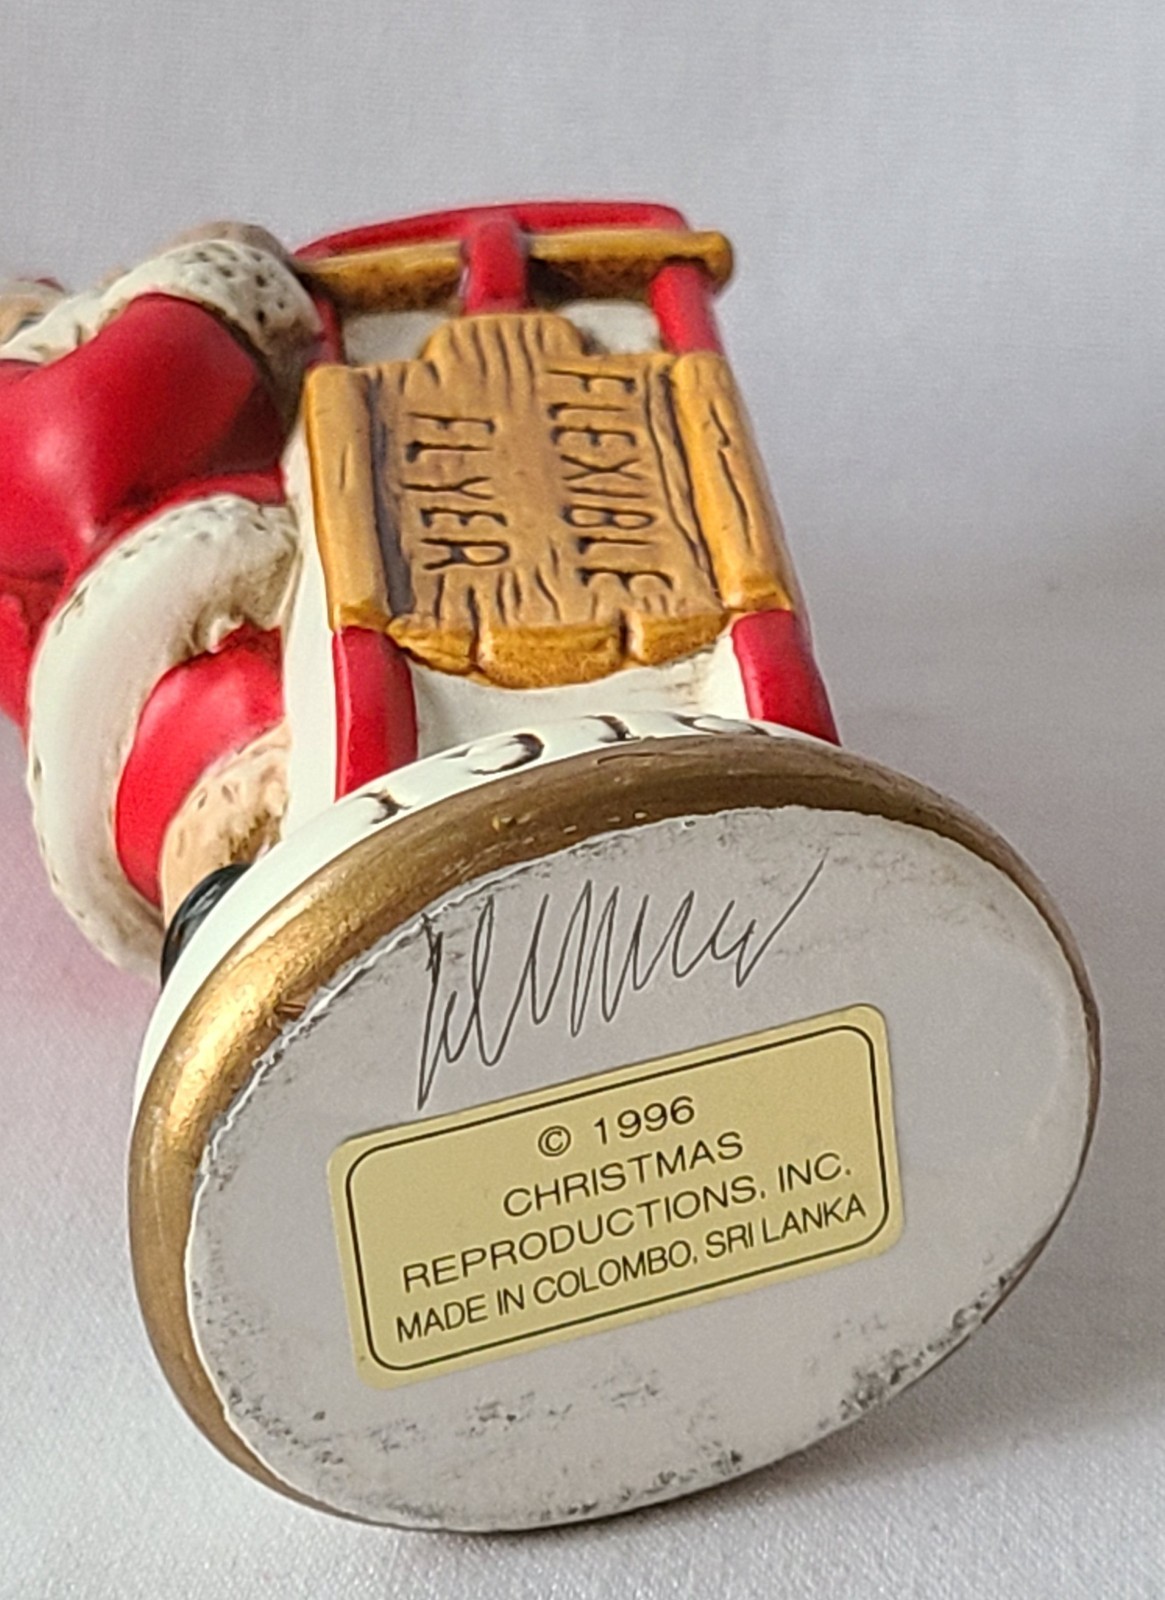 FLEXIBLE
FLYER
© 1996
CHRISTMAS
REPRODUCTIONS, INC.
MADE IN COLOMBO, SRI LANKA